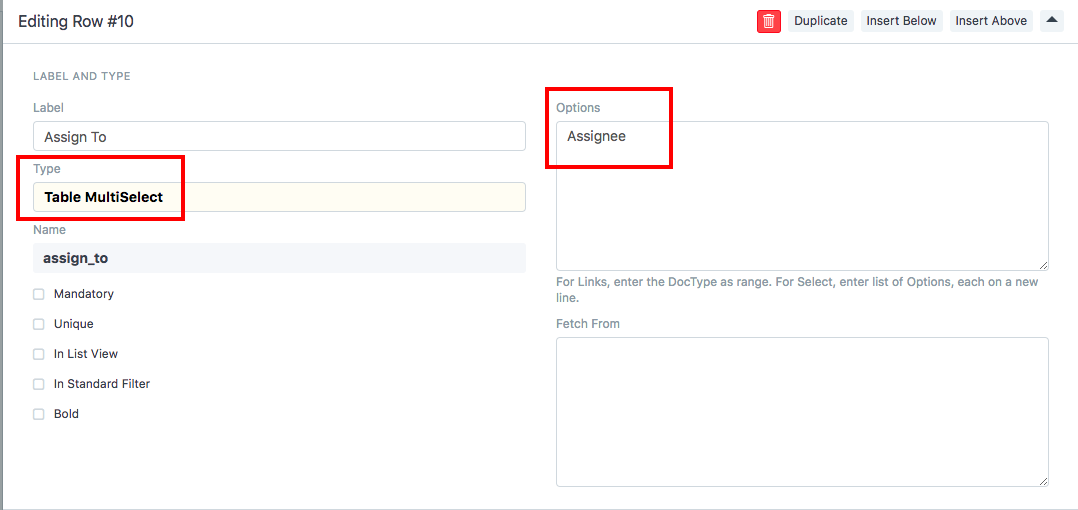 Editing Row #10
Duplicate
Insert Below
Insert Above
LABEL AND TYPE
Label
Assign To
Type
Table MultiSelect
Name
assign_to
Mandatory
Unique
In List View
In Standard Filter
Bold
Options
Assignee
For Links, enter the DocType as range. For Select, enter list of Options, each on a new
line.
Fetch From